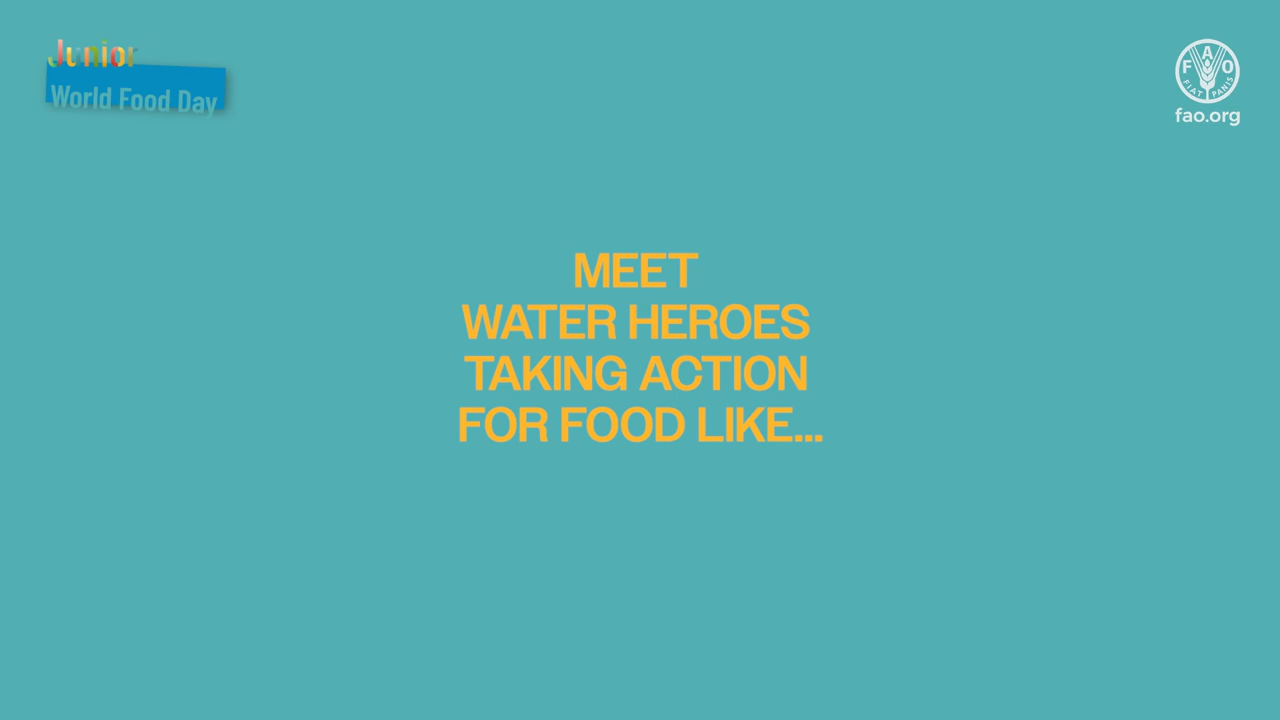 Junior
World Food Day
FAO
FIAT PANIS
fao.org
MEET
WATER HEROES
TAKING ACTION
FOR FOOD LIKE...